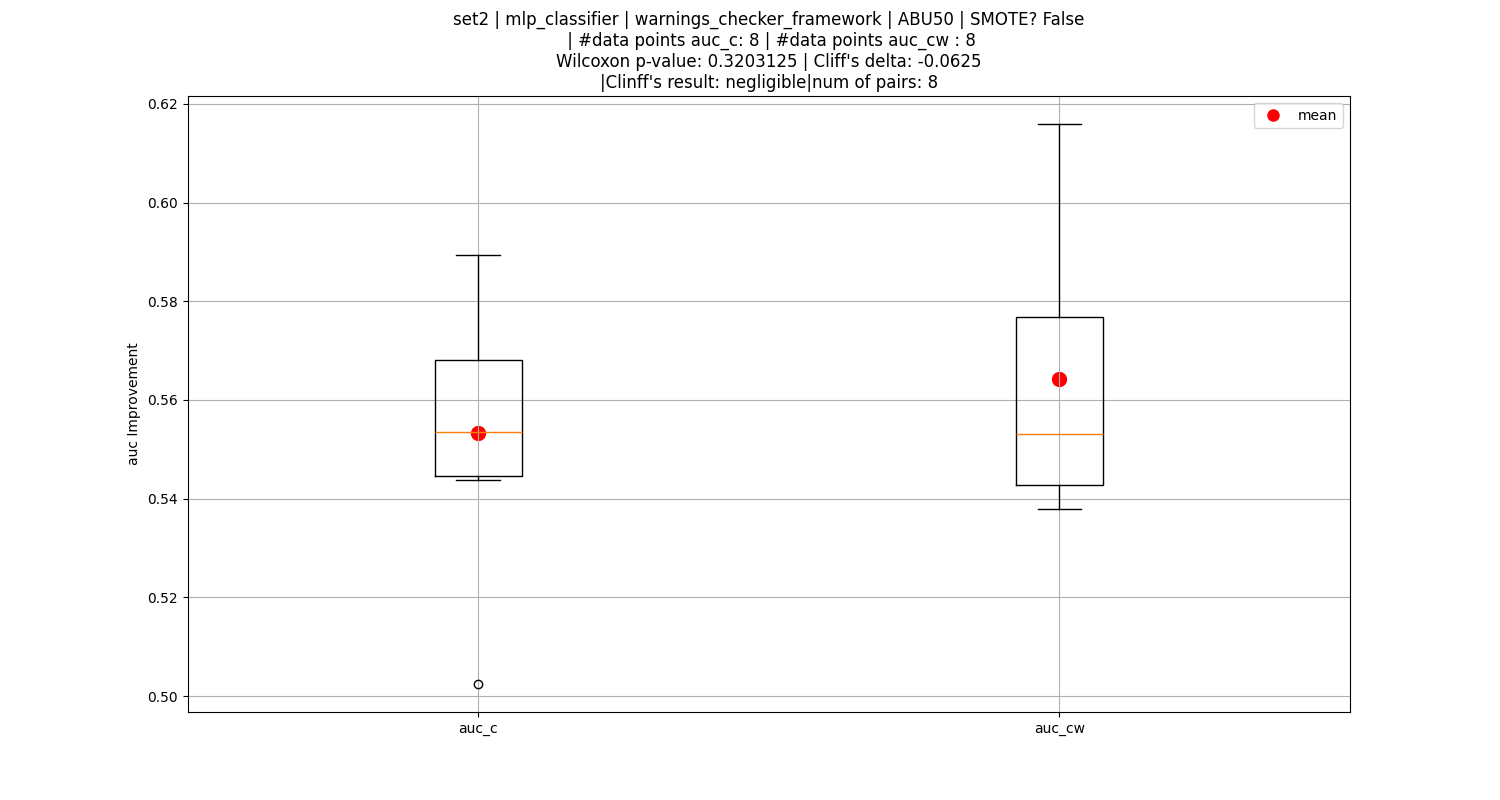 set2 | mlp_classifier | warnings_checker_framework | ABU50 | SMOTE? False
| #data points auc_c: 8 | #data points auc_cw : 8
Wilcoxon p-value: 0.3203125 | Cliff's delta: -0.0625
|Clinff's result: negligible|num of pairs: 8
mean
0.62
0.60
0.58
0.56
0.54
0.52
0.50
auc Improvement
auc_c
auc_cw